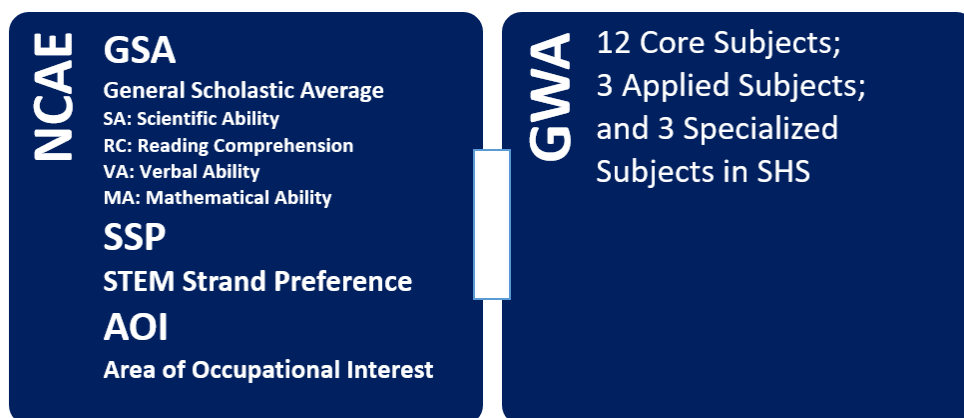 NCAE
GSA
General Scholastic Average
SA: Scientific Ability
RC: Reading Comprehension
VA: Verbal Ability
MA: Mathematical Ability
SSP
STEM Strand Preference
AOI
Area of Occupational Interest
GWA
12 Core Subjects;
3 Applied Subjects;
and 3 Specialized
Subjects in SHS